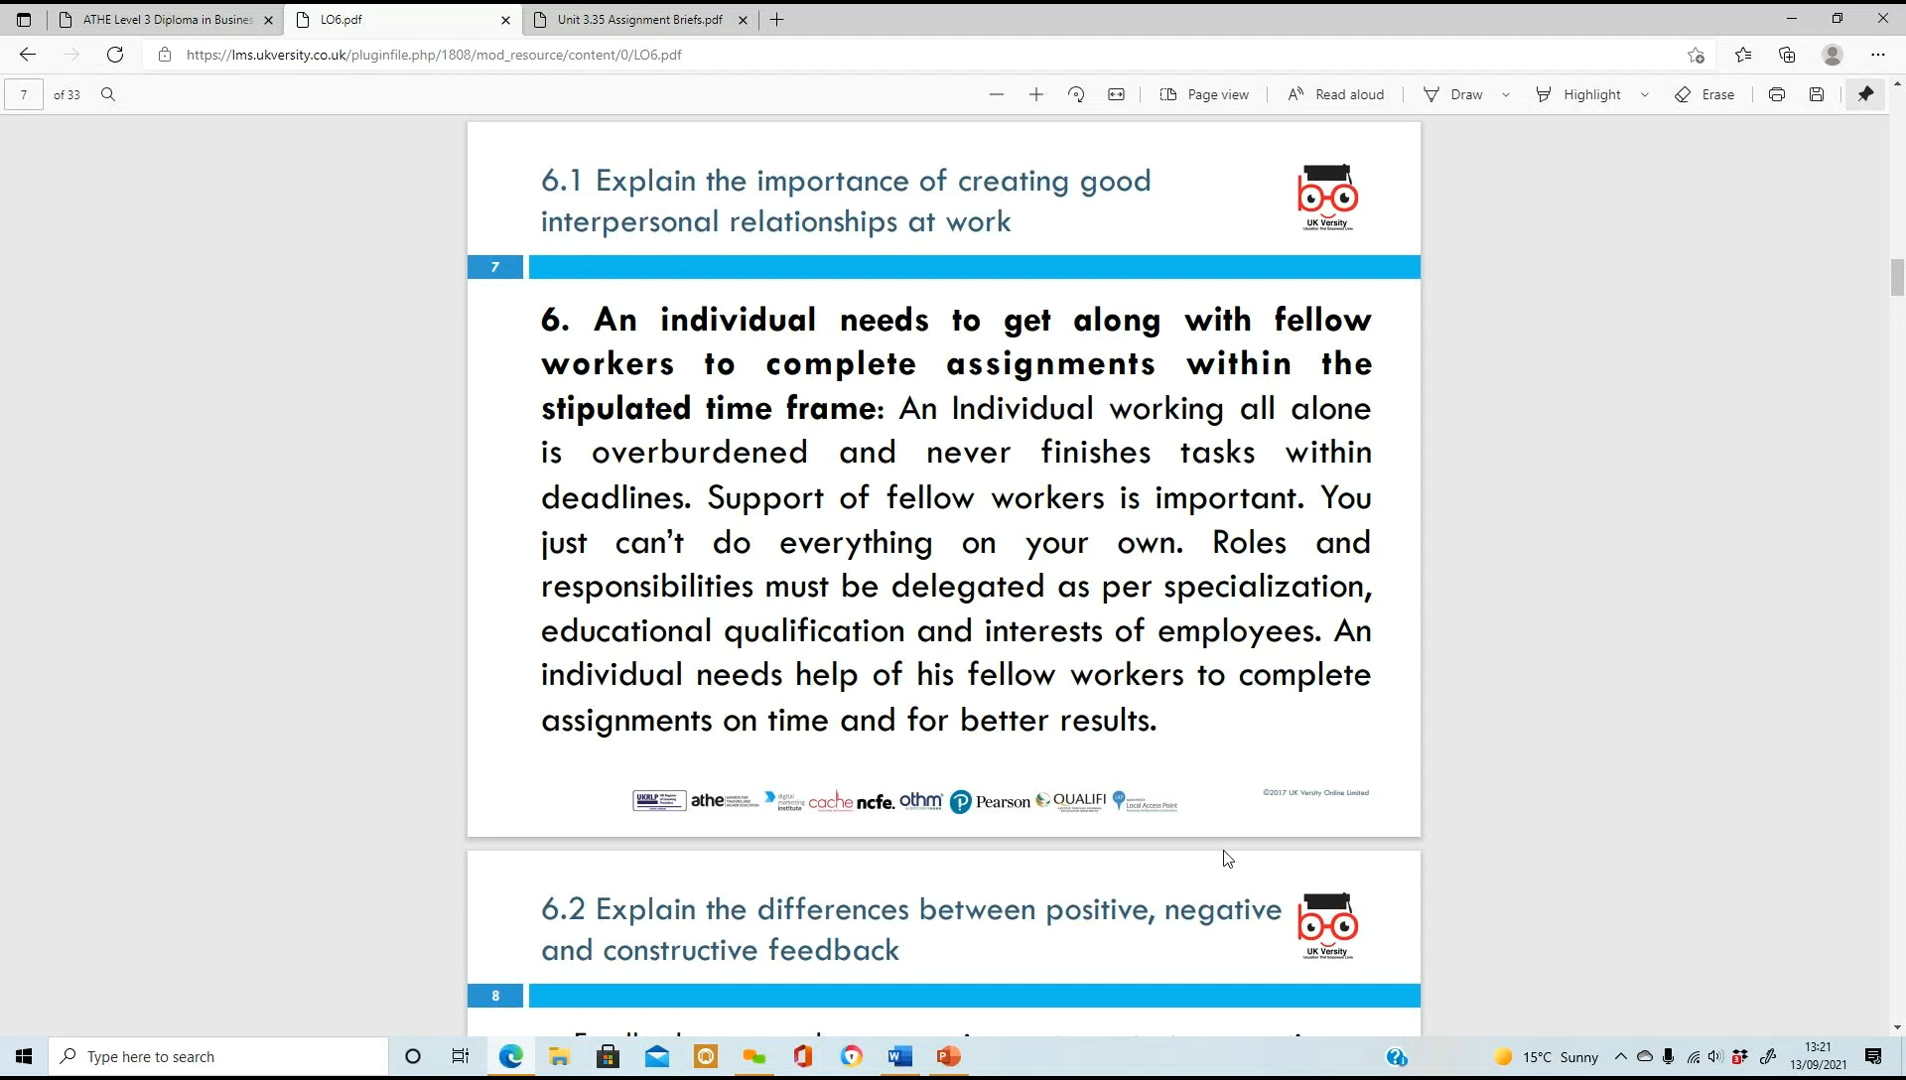 ATHE Level 3 Diploma in Busines
LO6.pdf
Unit 3.35 Assignment Briefs.pdf
https://lms.ukversity.co.uk/pluginfile.php/1808/mod_resource/content/0/LO6.pdf
7 of 33
Page view
Read aloud
Draw
Highlight
Erase
6.1 Explain the importance of creating good
interpersonal relationships at work
UK Versity
7
6. An individual needs to get along with fellow
workers to complete assignments within the
stipulated time frame: An Individual working all alone
is overburdened and never finishes tasks within
deadlines. Support of fellow workers is important. You
just can't do everything on your own. Roles and
responsibilities must be delegated as per specialization,
educational qualification and interests of employees. An
individual needs help of his fellow workers to complete
assignments on time and for better results.
UKRLP
athe
digital
marketing
institute
cache
ncfe.
othm
Pearson
QUALIFI
Local Access Point
©2017 UK Versity Online Limited
6.2 Explain the differences between positive, negative
and constructive feedback
UK Versity
8
Type here to search
15°C Sunny
13:21
13/09/2021